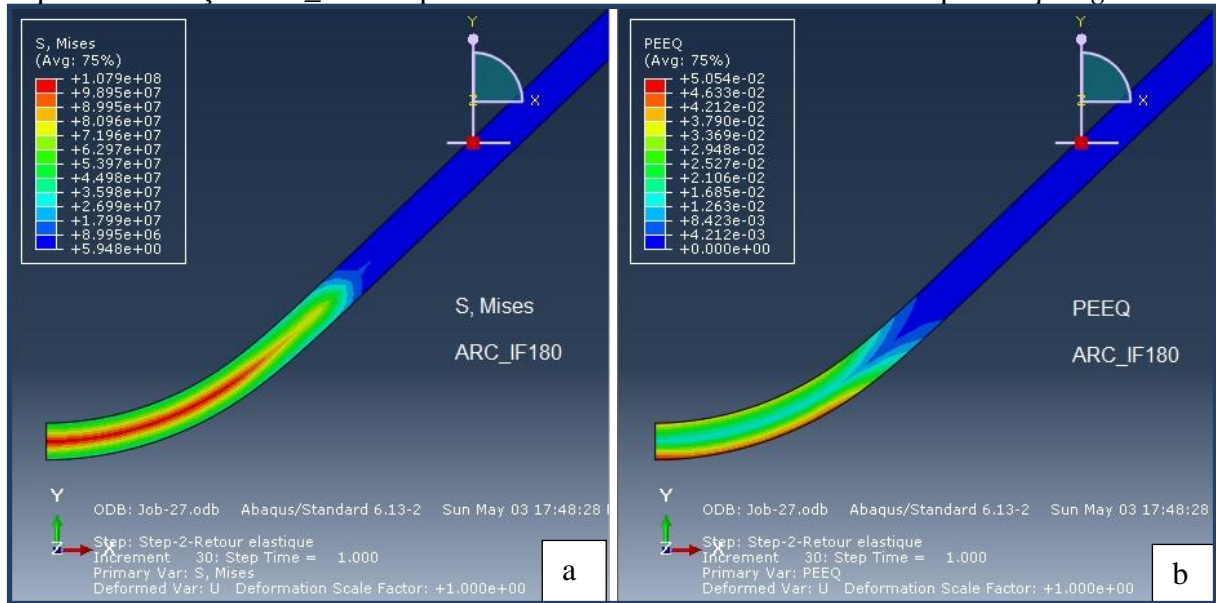 S, Mises
(Avg: 75%)
+1.079e+08
+9.895e+07
+8.995e+07
+8.096e+07
+7.196e+07
+6.297e+07
+5.397e+07
+4.498e+07
+3.598e+07
+2.699e+07
+1.799e+07
+8.995e+06
+5.948e+00
Y
Z
X
S, Mises
ARC_IF180
Y
Z
X
ODB: Job-27.odb Abaqus/Standard 6.13-2 Sun May 03 17:48:28
Step: Step-2-Retour elastique
Increment 30: Step Time = 1.000
Primary Var: S, Mises
Deformed Var: U Deformation Scale Factor: +1.000e+00
a
PEEQ
(Avg: 75%)
+5.054e-02
+4.633e-02
+4.212e-02
+3.790e-02
+3.369e-02
+2.948e-02
+2.527e-02
+2.106e-02
+1.685e-02
+1.263e-02
+8.423e-03
+4.212e-03
+0.000e+00
Y
Z
X
PEEQ
ARC_IF180
Y
Z
X
ODB: Job-27.odb Abaqus/Standard 6.13-2 Sun May 03 17:48:28
Step: Step-2-Retour elastique
Increment 30: Step Time = 1.000
Primary Var: PEEQ
Deformed Var: U Deformation Scale Factor: +1.000e+00
b